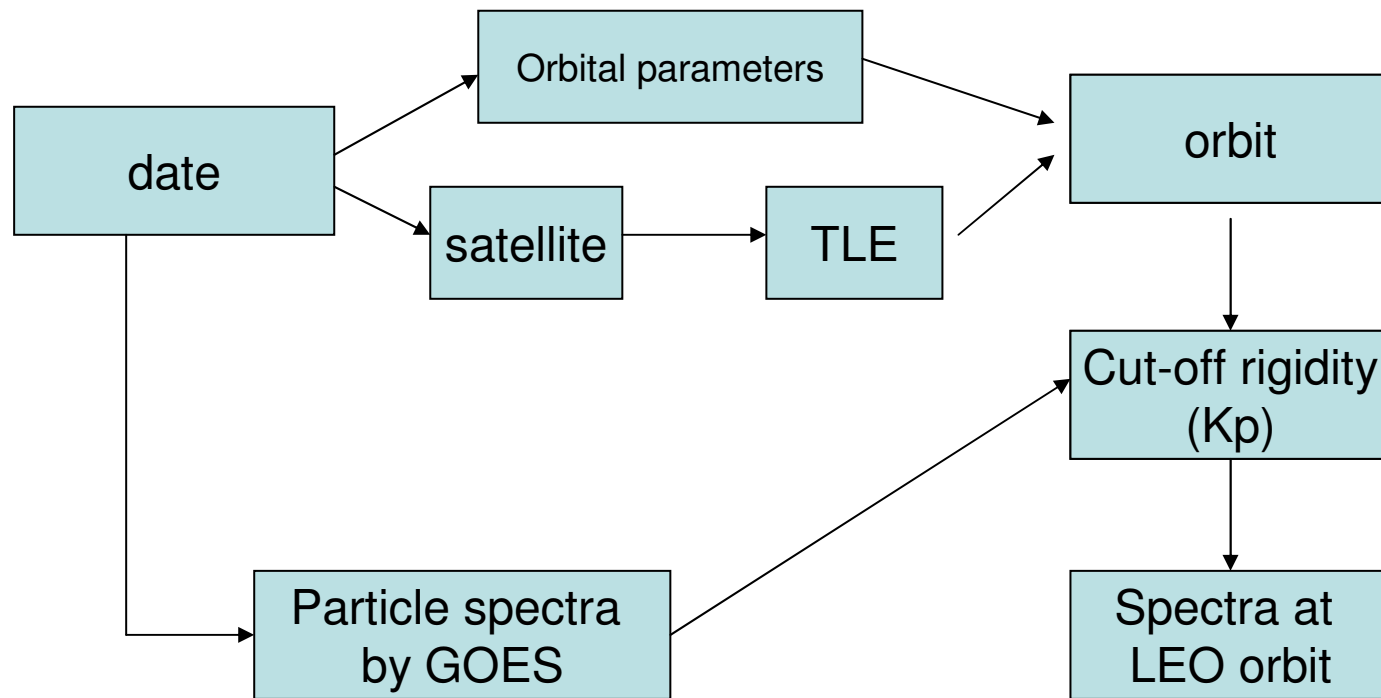 Orbital parameters
date
orbit
satellite
TLE
Cut-off rigidity
(Kp)
Particle spectra
by GOES
Spectra at
LEO orbit